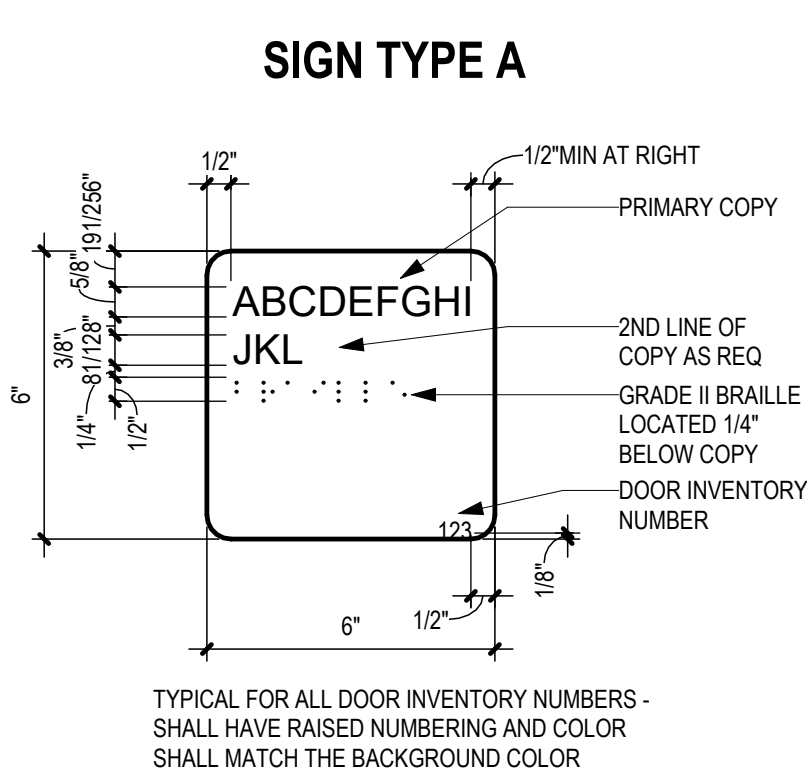 SIGN TYPE A
1/2"
1/2"MIN AT RIGHT
PRIMARY COPY
191/256"
5/8"
ABCDEFGHI
2ND LINE OF
COPY AS REQ
JKL
3/8"
81/128"
6"
GRADE II BRAILLE
LOCATED 1/4"
BELOW COPY
1/4"
1/2"
DOOR INVENTORY
NUMBER
123
1/8"
1/2"
6"
TYPICAL FOR ALL DOOR INVENTORY NUMBERS -
SHALL HAVE RAISED NUMBERING AND COLOR
SHALL MATCH THE BACKGROUND COLOR